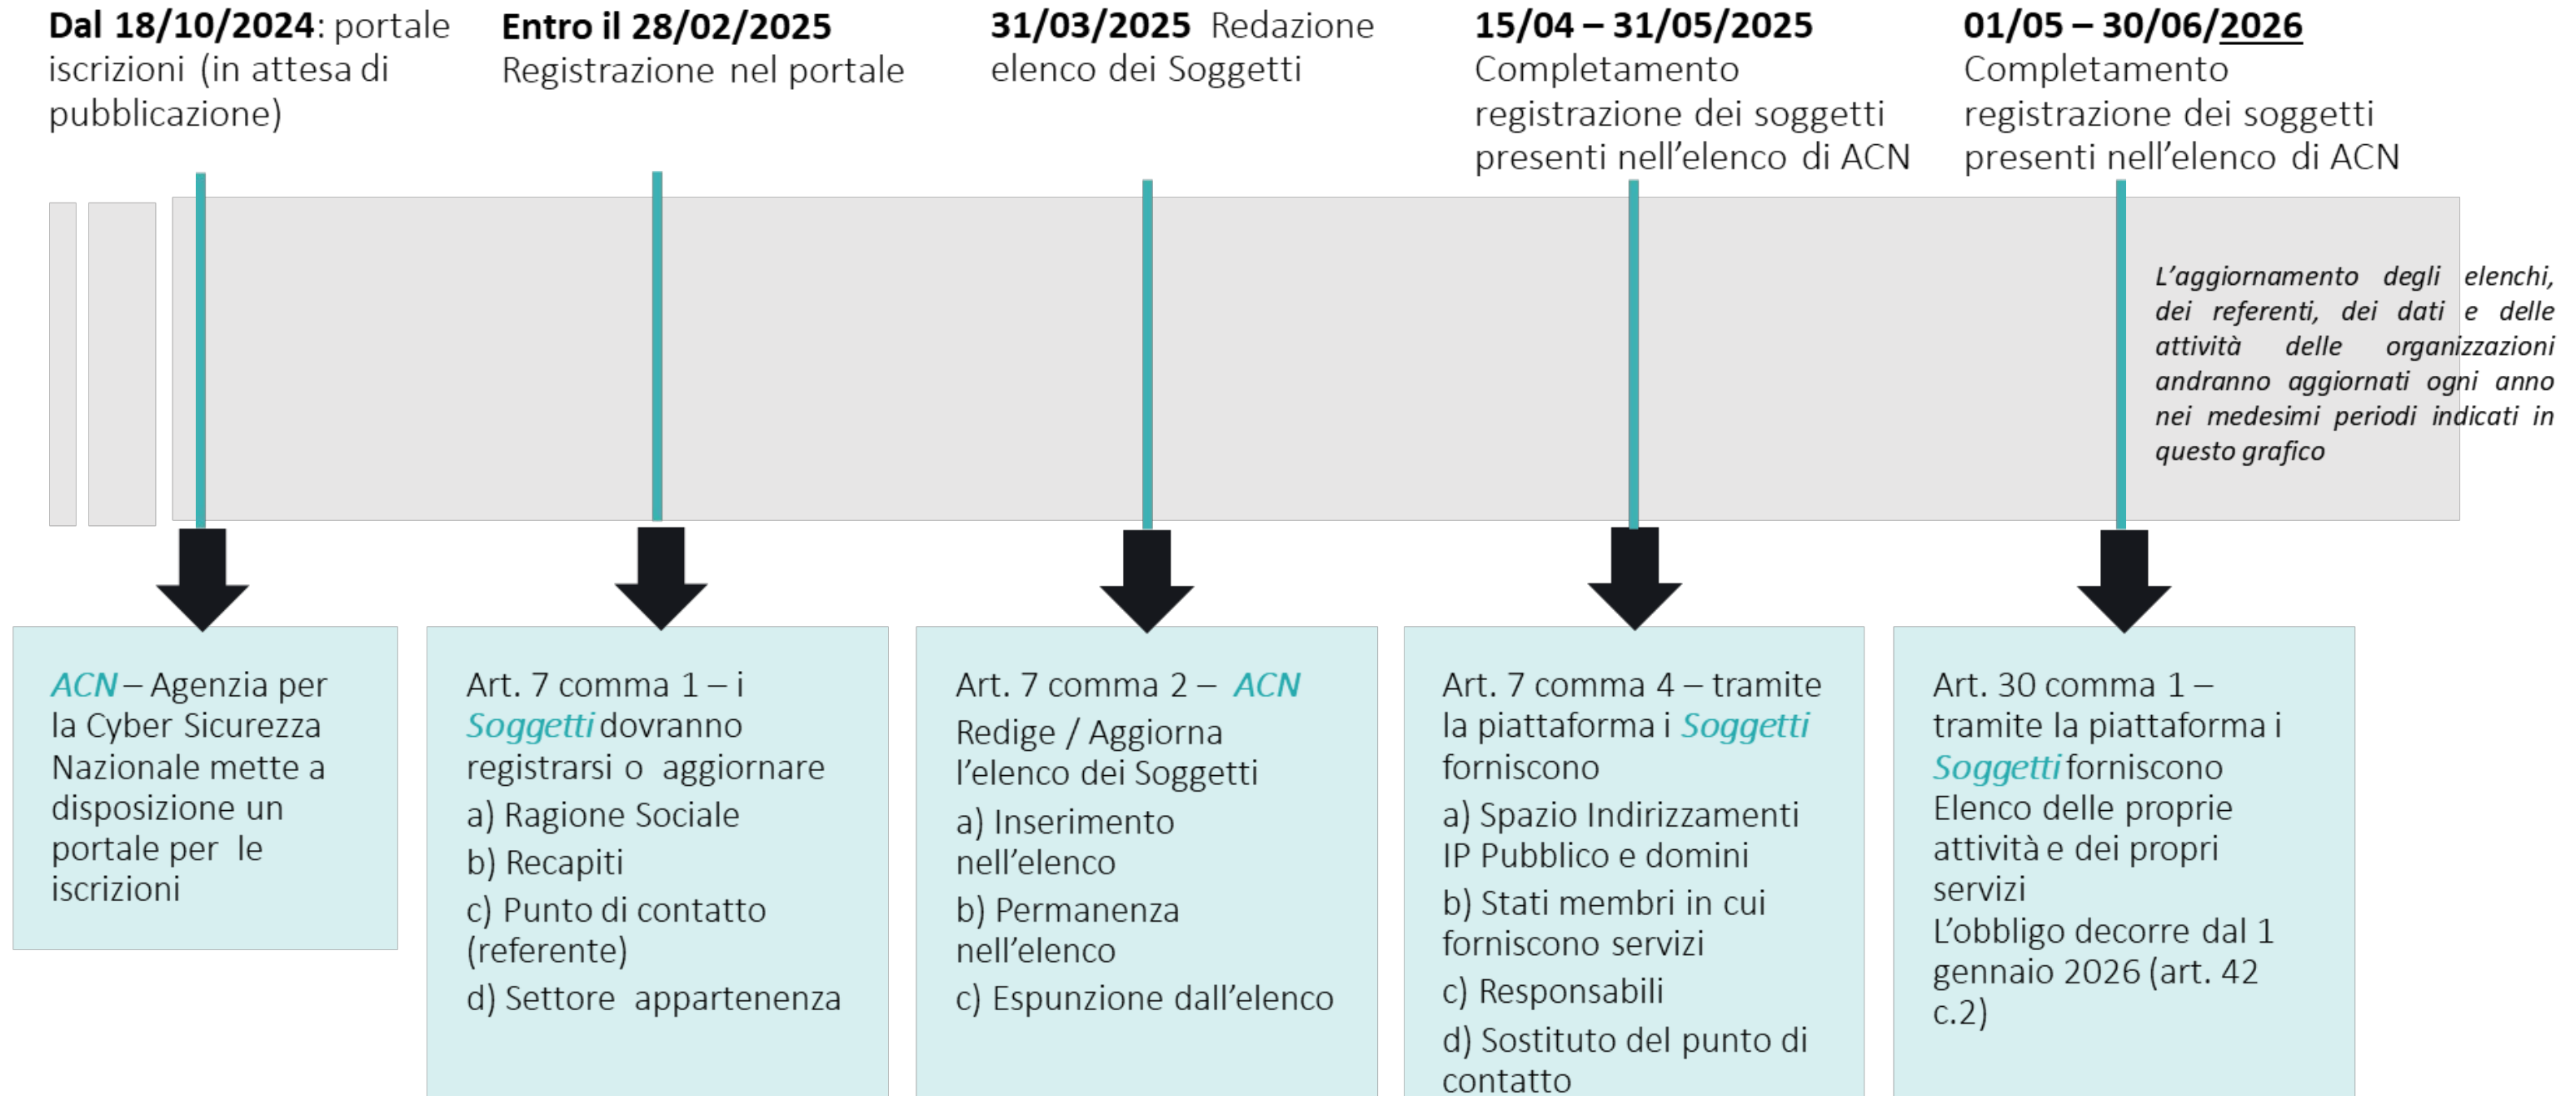 Dal 18/10/2024: portale
iscrizioni (in attesa di
pubblicazione)
Entro il 28/02/2025
Registrazione nel portale
31/03/2025 Redazione
elenco dei Soggetti
15/04 – 31/05/2025
Completamento
registrazione dei soggetti
presenti nell’elenco di ACN
01/05 – 30/06/2026
Completamento
registrazione dei soggetti
presenti nell’elenco di ACN
L’aggiornamento degli elenchi,
dei referenti, dei dati e delle
attività delle organizzazioni
andranno aggiornati ogni anno
nei medesimi periodi indicati in
questo grafico
ACN – Agenzia per
la Cyber Sicurezza
Nazionale mette a
disposizione un
portale per le
iscrizioni
Art. 7 comma 1 – i
Soggetti dovranno
registrarsi o aggiornare
a) Ragione Sociale
b) Recapiti
c) Punto di contatto
(referente)
d) Settore appartenenza
Art. 7 comma 2 – ACN
Redige / Aggiorna
l’elenco dei Soggetti
a) Inserimento
nell’elenco
b) Permanenza
nell’elenco
c) Espunzione dall’elenco
Art. 7 comma 4 – tramite
la piattaforma i Soggetti
forniscono
a) Spazio Indirizzamenti
IP Pubblico e domini
b) Stati membri in cui
forniscono servizi
c) Responsabili
d) Sostituto del punto di
contatto
Art. 30 comma 1 –
tramite la piattaforma i
Soggetti forniscono
Elenco delle proprie
attività e dei propri
servizi
L’obbligo decorre dal 1
gennaio 2026 (art. 42
c.2)